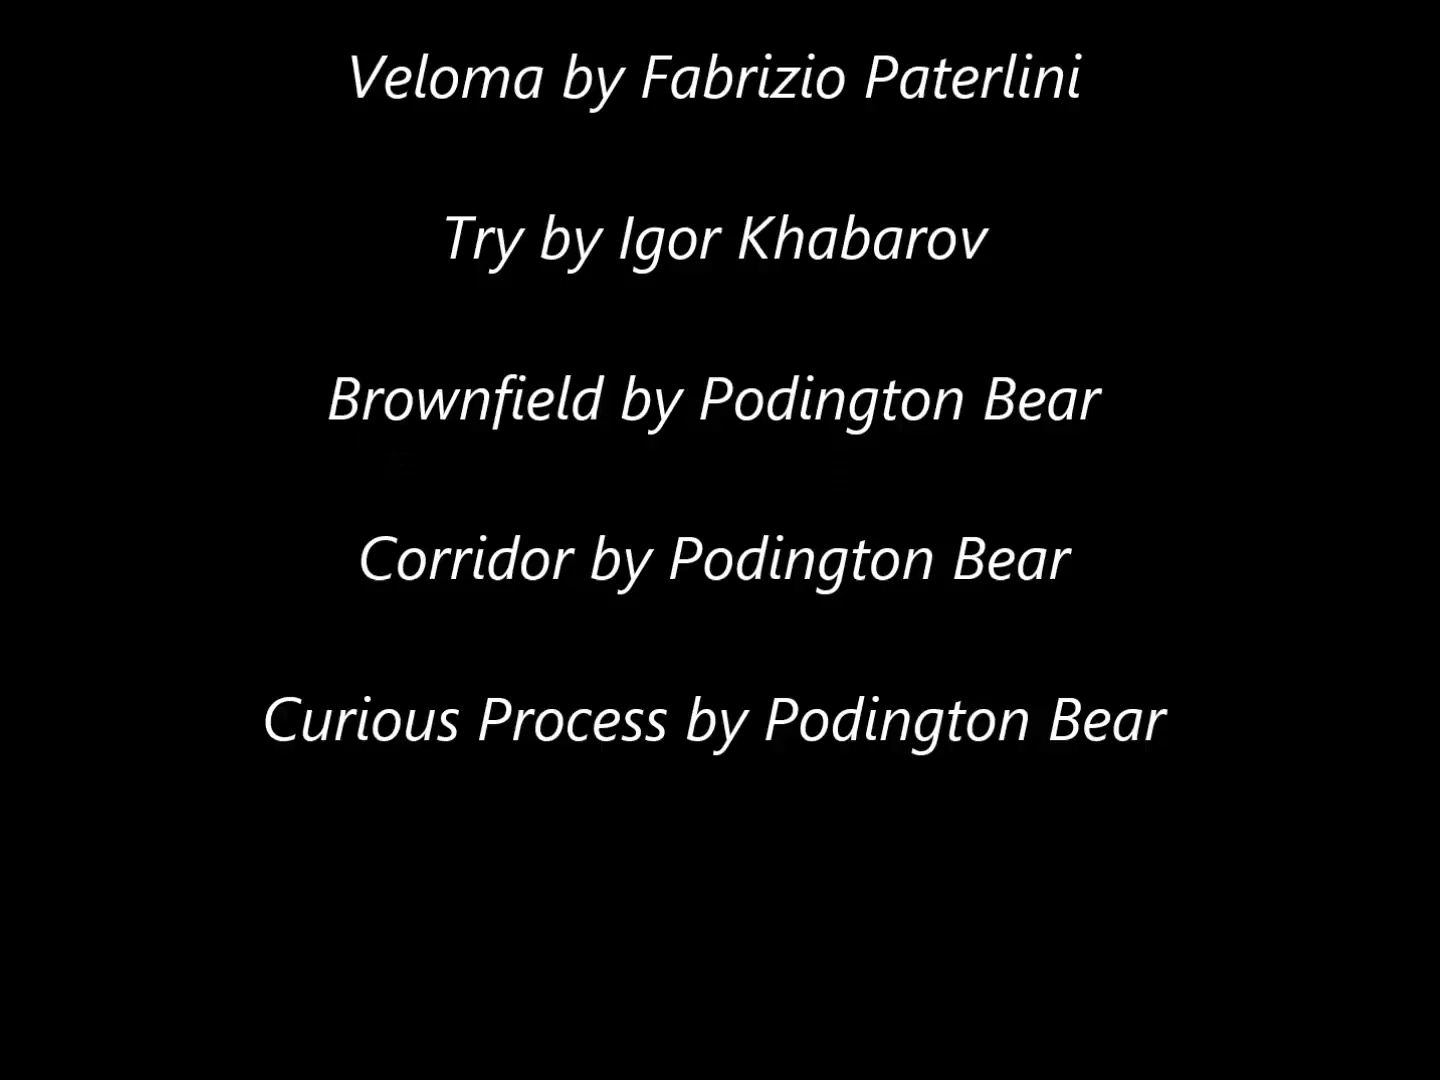 Veloma by Fabrizio Paterlini
Try by Igor Khabarov
Brownfield by Podington Bear
Corridor by Podington Bear
Curious Process by Podington Bear